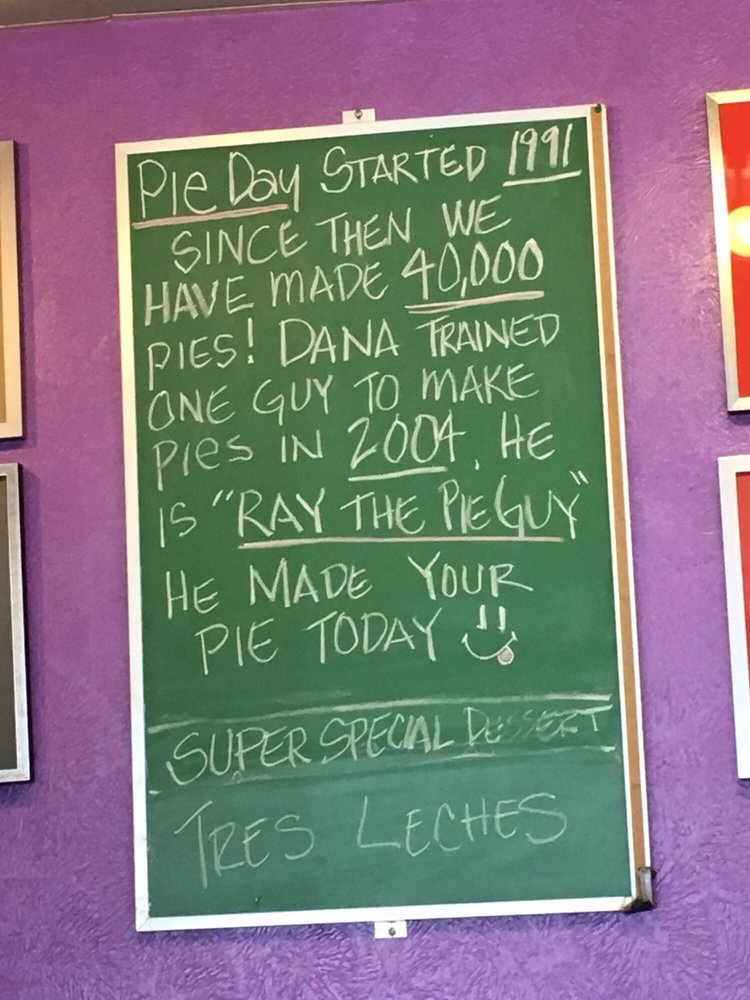 Pie Day STARTED 1991
SINCE THEN WE
HAVE MADE 40,000
PIES! DANA TRAINED
ONE GUY TO MAKE
PIES IN 2004. HE
IS "RAY THE PIE GUY"
HE MADE YOUR
PIE TODAY
SUPER SPECIAL DESSERT
TRES LECHES